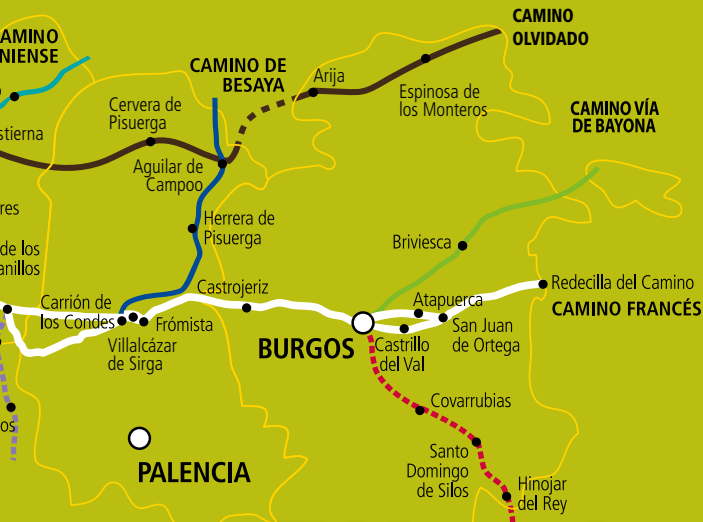 CAMINO
OLVIDADO
AMINO
NIENSE
CAMINO DE
BESAYA
Arija
Espinosa de
los Monteros
CAMINO VÍA
DE BAYONA
Cervera de
Pisuerga
stierna
Aguilar de
Campoo
res
Herrera de
Pisuerga
Briviesca
de los
anillos
Castrojeriz
Redecilla del Camino
CAMINO FRANCÉS
Carrión de
los Condes
Atapuerca
Frómista
San Juan
de Ortega
BURGOS
Castrillo
del Val
Villalcázar
de Sirga
Covarrubias
os
Santo
Domingo
de Silos
PALENCIA
Hinojar
del Rey